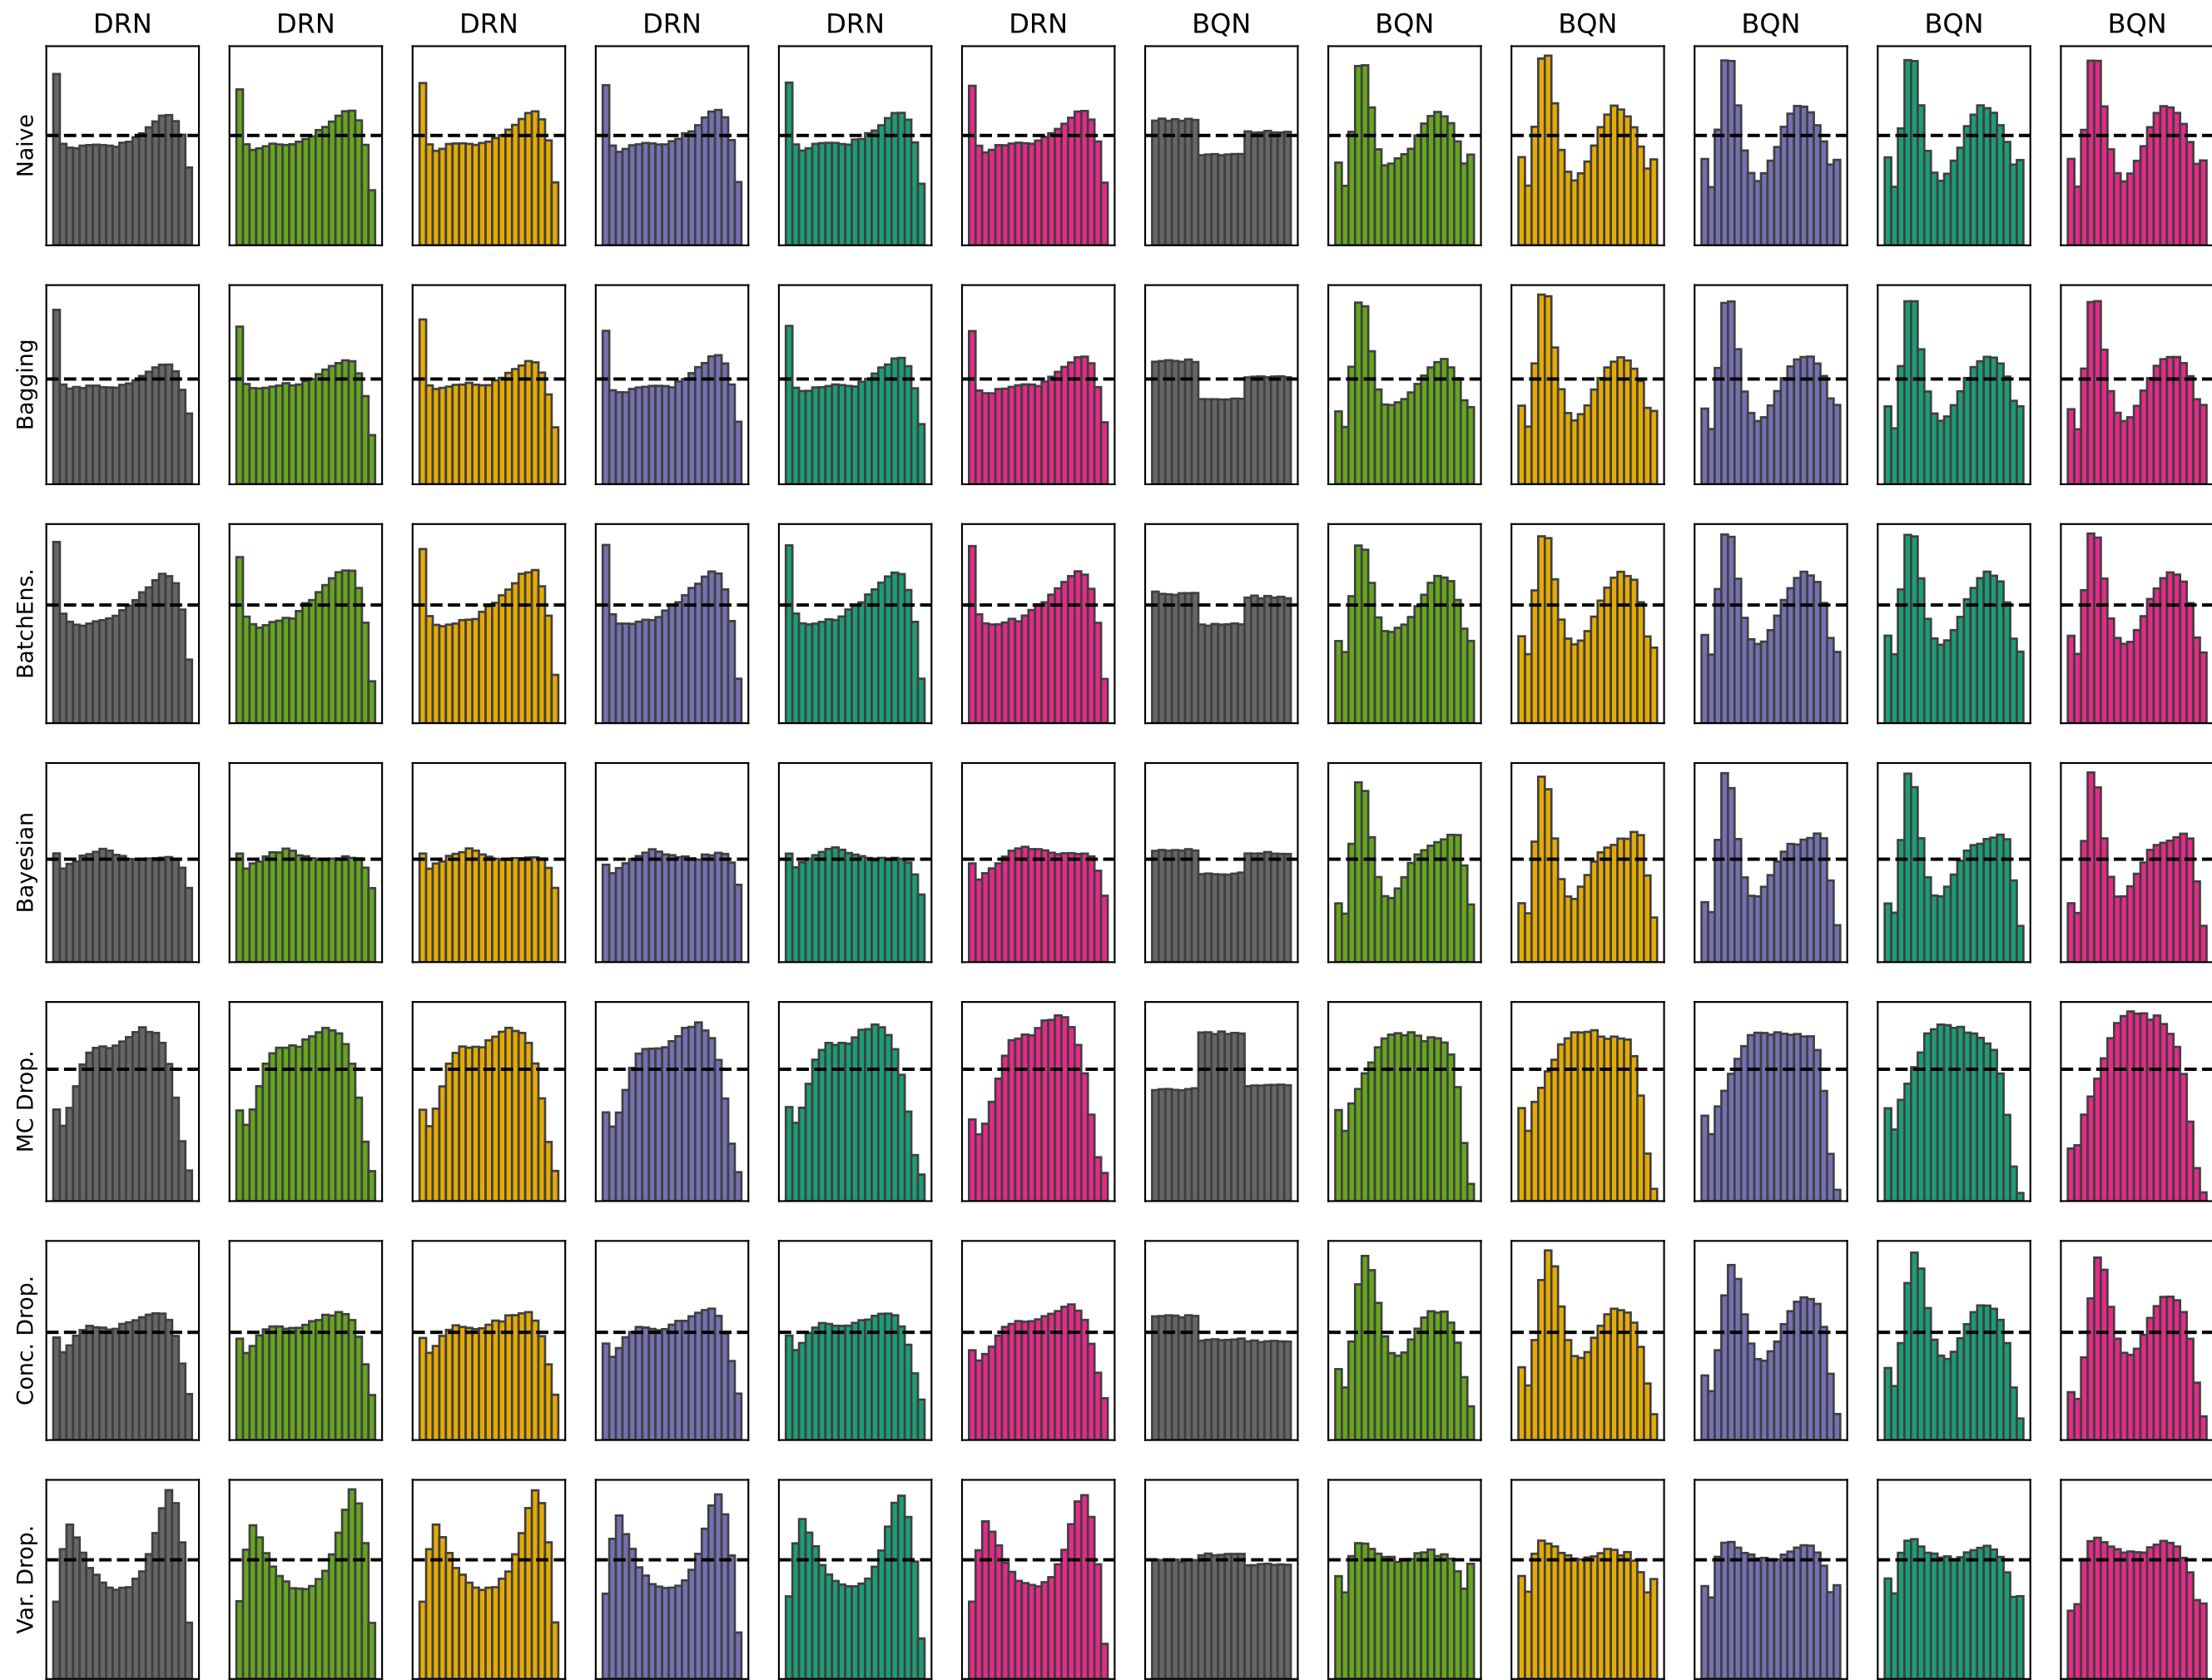 DRN DRN DRN DRN DRN DRN BQN BQN BQN BQN BQN BQN
Naive
Bagging
BatchEns.
Bayesian
MC Drop.
Conc. Drop.
Var. Drop.